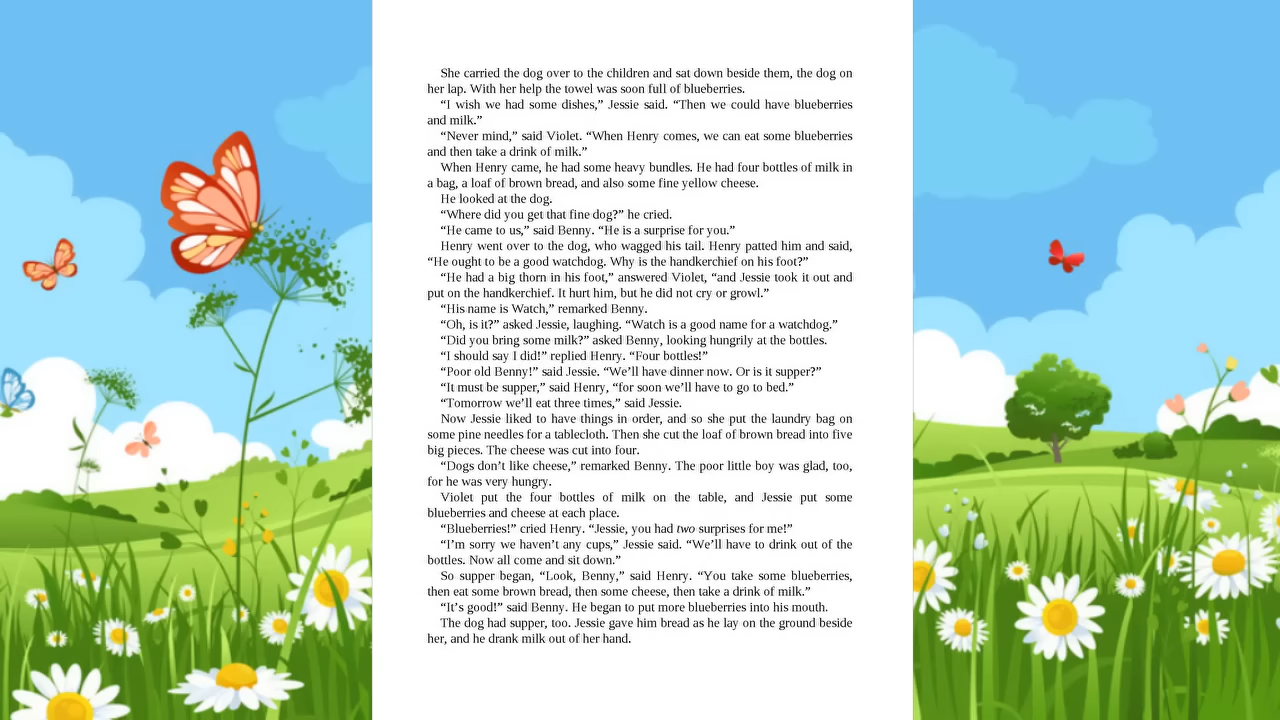 She carried the dog over to the children and sat down beside them, the dog on
her lap. With her help the towel was soon full of blueberries.
“I wish we had some dishes,” Jessie said. “Then we could have blueberries
and milk.”
“Never mind,” said Violet. “When Henry comes, we can eat some blueberries
and then take a drink of milk.”
When Henry came, he had some heavy bundles. He had four bottles of milk in
a bag, a loaf of brown bread, and also some fine yellow cheese.
He looked at the dog.
“Where did you get that fine dog?” he cried.
“He came to us,” said Benny. “He is a surprise for you.”
Henry went over to the dog, who wagged his tail. Henry patted him and said,
“He ought to be a good watchdog. Why is the handkerchief on his foot?”
“He had a big thorn in his foot,” answered Violet, “and Jessie took it out and
put on the handkerchief. It hurt him, but he did not cry or growl.”
“His name is Watch,” remarked Benny.
“Oh, is it?” asked Jessie, laughing. “Watch is a good name for a watchdog.”
“Did you bring some milk?” asked Benny, looking hungrily at the bottles.
“I should say I did!” replied Henry. “Four bottles!”
“Poor old Benny!” said Jessie. “We’ll have dinner now. Or is it supper?”
“It must be supper,” said Henry, “for soon we’ll have to go to bed.”
“Tomorrow we’ll eat three times,” said Jessie.
Now Jessie liked to have things in order, and so she put the laundry bag on
some pine needles for a tablecloth. Then she cut the loaf of brown bread into five
big pieces. The cheese was cut into four.
“Dogs don’t like cheese,” remarked Benny. The poor little boy was glad, too,
for he was very hungry.
Violet put the four bottles of milk on the table, and Jessie put some
blueberries and cheese at each place.
“Blueberries!” cried Henry. “Jessie, you had two surprises for me!”
“I’m sorry we haven’t any cups,” Jessie said. “We’ll have to drink out of the
bottles. Now all come and sit down.”
So supper began, “Look, Benny,” said Henry. “You take some blueberries,
then eat some brown bread, then some cheese, then take a drink of milk.”
“It’s good!” said Benny. He began to put more blueberries into his mouth.
The dog had supper, too. Jessie gave him bread as he lay on the ground beside
her, and he drank milk out of her hand.